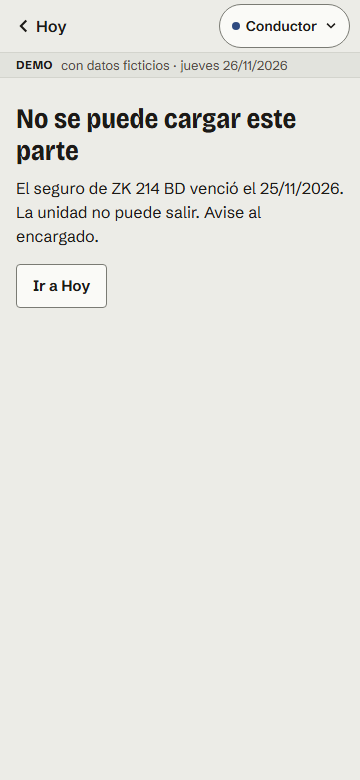 Hoy
Conductor
DEMO con datos ficticios · jueves 26/11/2026
No se puede cargar este
parte
El seguro de ZK 214 BD venció el 25/11/2026.
La unidad no puede salir. Avise al
encargado.
Ir a Hoy